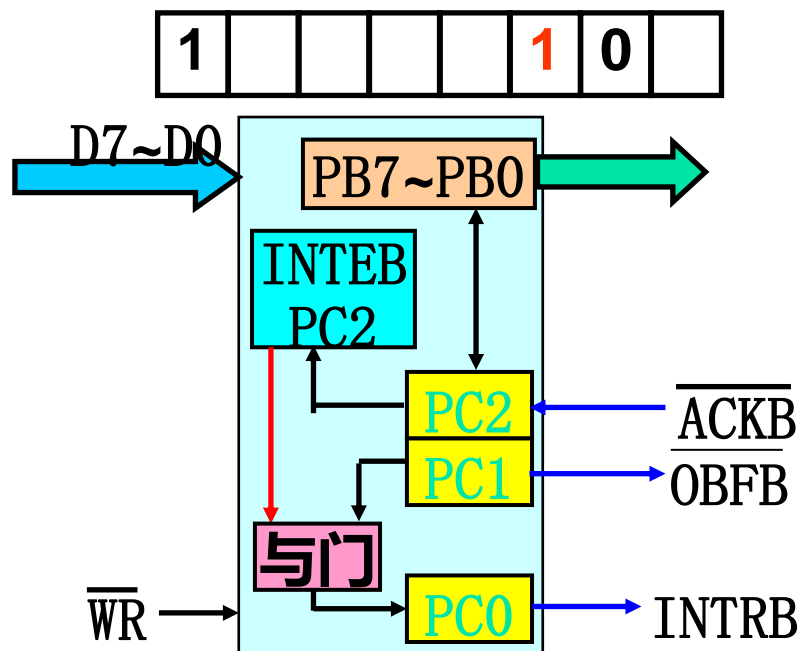 1 1 0
D7~D0
PB7~PB0
INTEB
PC2
PC2
ACKB
PC1
OBFB
与门
WR
PC0
INTRB